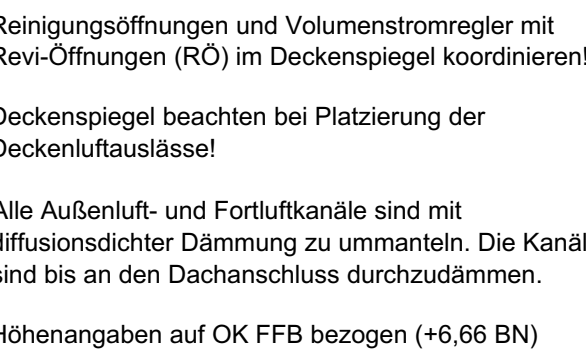 Reinigungsöffnungen und Volumenstromregler mit
Revi-Öffnungen (RÖ) im Deckenspiegel koordinieren!
Deckenspiegel beachten bei Platzierung der
Deckenluftauslässe!
Alle Außenluft- und Fortluftkanäle sind mit
diffusionsdichter Dämmung zu ummanteln. Die Kanäl
sind bis an den Dachanschluss durchzudämmen.
Höhenangaben auf OK FFB bezogen (+6,66 BN)